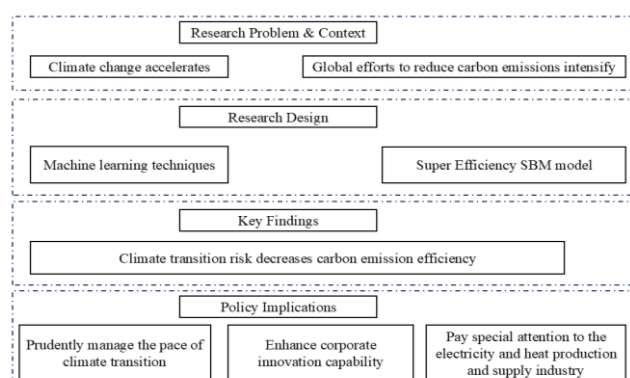 Research Problem & Context
Climate change accelerates
Global efforts to reduce carbon emissions intensify
Research Design
Machine learning techniques
Super Efficiency SBM model
Key Findings
Climate transition risk decreases carbon emission efficiency
Policy Implications
Prudently manage the pace of
climate transition
Enhance corporate
innovation capability
Pay special attention to the
electricity and heat production
and supply industry